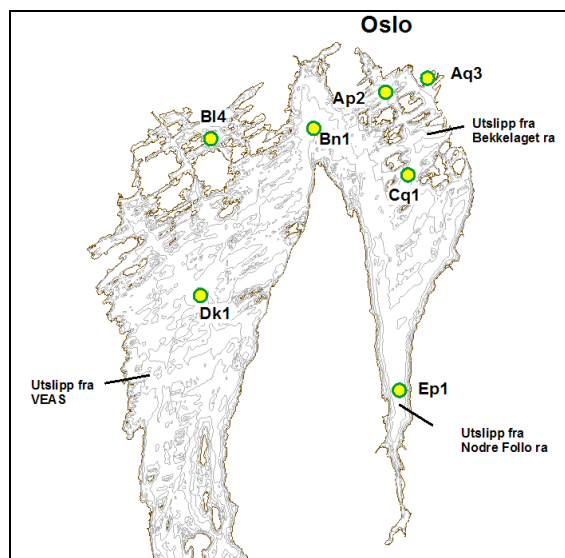 Oslo
Aq3
Ap2
Bl4
Utslipp fra
Bekkelaget ra
Bn1
Cq1
Dk1
Utslipp fra
VEAS
Ep1
Utslipp fra
Nodre Follo ra